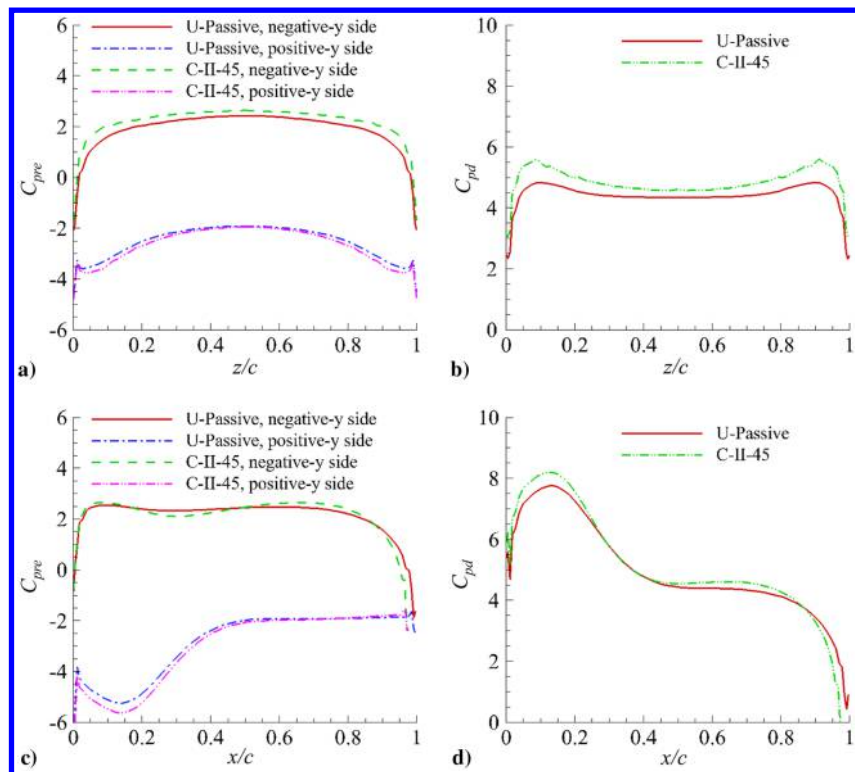 6
4
2
0
-2
-4
-6
C_pre
U-Passive, negative-y side
U-Passive, positive-y side
C-II-45, negative-y side
C-II-45, positive-y side
0 0.2 0.4 0.6 0.8 1
z/c
a)
10
8
6
4
2
0
C_pd
U-Passive
C-II-45
0 0.2 0.4 0.6 0.8 1
z/c
b)
6
4
2
0
-2
-4
-6
C_pre
U-Passive, negative-y side
U-Passive, positive-y side
C-II-45, negative-y side
C-II-45, positive-y side
0 0.2 0.4 0.6 0.8 1
x/c
c)
10
8
6
4
2
0
C_pd
U-Passive
C-II-45
0 0.2 0.4 0.6 0.8 1
x/c
d)